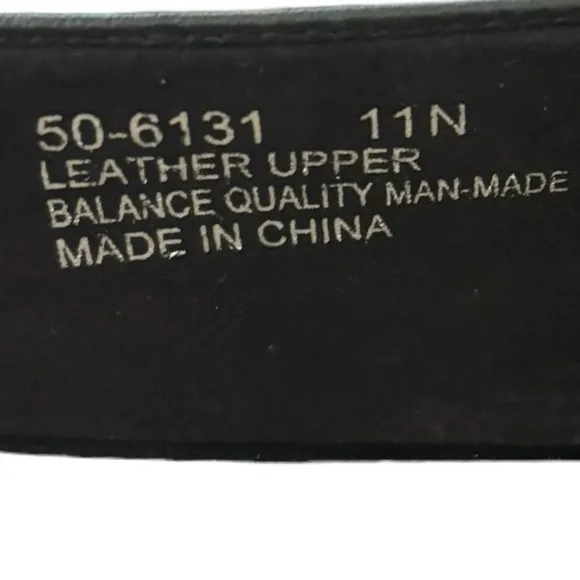 50-6131 11N
LEATHER UPPER
BALANCE QUALITY MAN-MADE
MADE IN CHINA